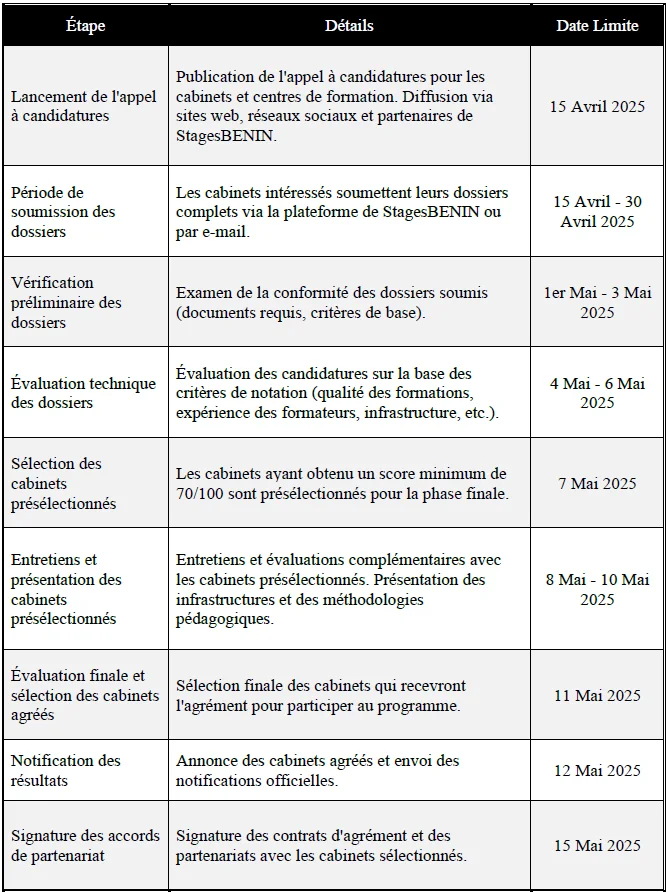 Étape
Détails
Date Limite
Lancement de l'appel
à candidatures
Publication de l'appel à candidatures pour les
cabinets et centres de formation. Diffusion via
sites web, réseaux sociaux et partenaires de
StagesBENIN.
15 Avril 2025
Période de
soumission des
dossiers
Les cabinets intéressés soumettent leurs dossiers
complets via la plateforme de StagesBENIN ou
par e-mail.
15 Avril - 30
Avril 2025
Vérification
préliminaire des
dossiers
Examen de la conformité des dossiers soumis
(documents requis, critères de base).
1er Mai - 3 Mai
2025
Évaluation technique
des dossiers
Évaluation des candidatures sur la base des
critères de notation (qualité des formations,
expérience des formateurs, infrastructure, etc.).
4 Mai - 6 Mai
2025
Sélection des
cabinets
présélectionnés
Les cabinets ayant obtenu un score minimum de
70/100 sont présélectionnés pour la phase finale.
7 Mai 2025
Entretiens et
présentation des
cabinets
présélectionnés
Entretiens et évaluations complémentaires avec
les cabinets présélectionnés. Présentation des
infrastructures et des méthodologies
pédagogiques.
8 Mai - 10 Mai
2025
Évaluation finale et
sélection des cabinets
agréés
Sélection finale des cabinets qui recevront
l'agrément pour participer au programme.
11 Mai 2025
Notification des
résultats
Annonce des cabinets agréés et envoi des
notifications officielles.
12 Mai 2025
Signature des accords
de partenariat
Signature des contrats d'agrément et des
partenariats avec les cabinets sélectionnés.
15 Mai 2025